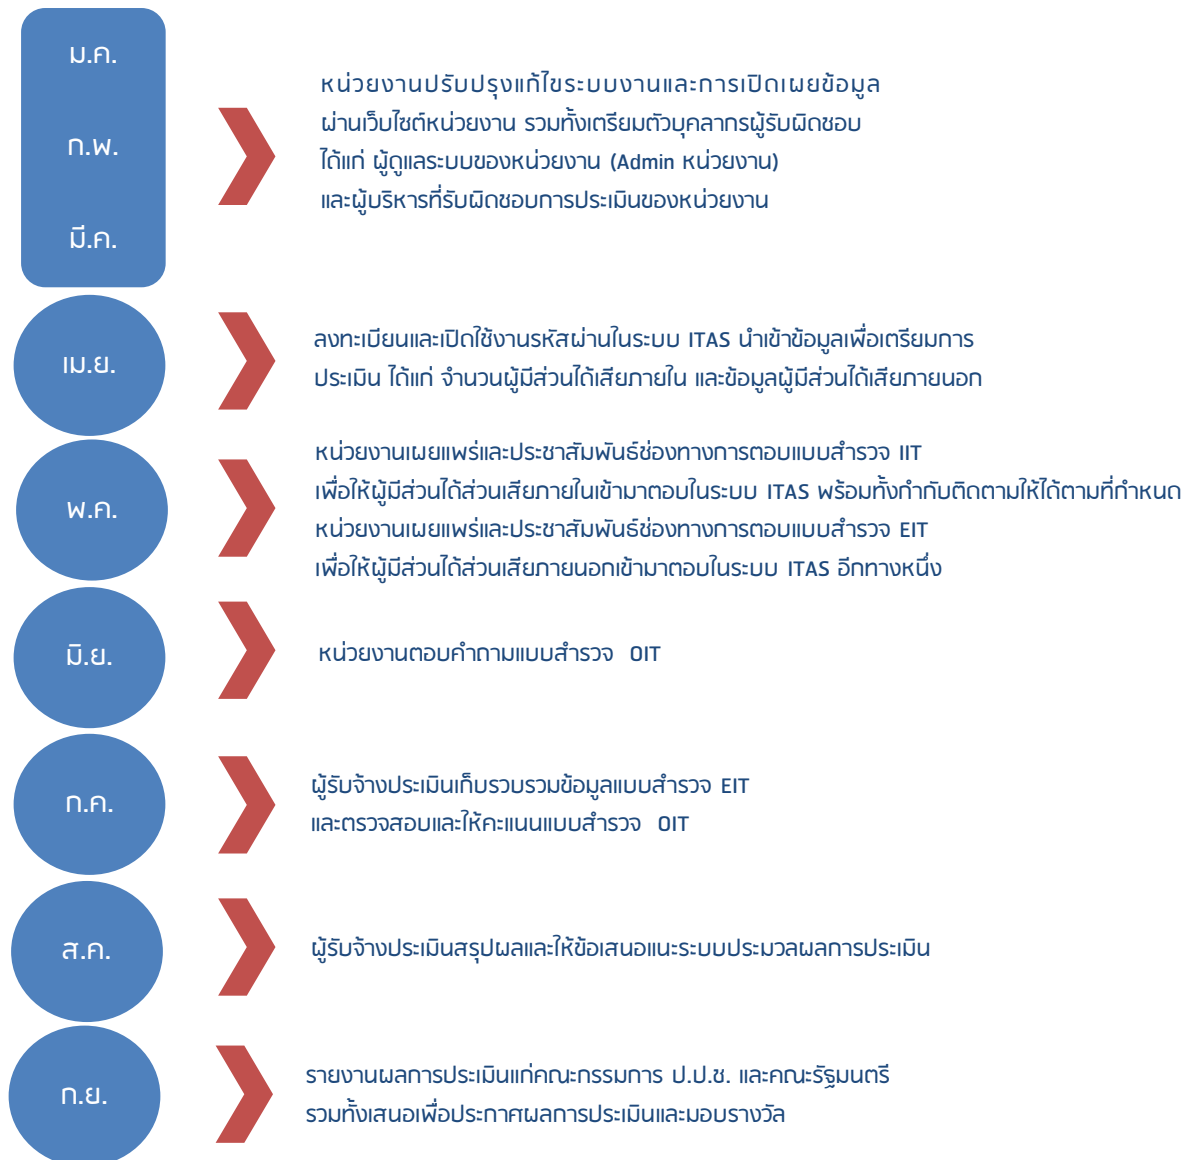 ม.ค.
ก.พ.
มี.ค.
หน่วยงานปรับปรุงแก้ไขระบบงานและการเปิดเผยข้อมูล
ผ่านเว็บไซต์หน่วยงาน รวมทั้งเตรียมตัวบุคลากรผู้รับผิดชอบ
ได้แก่ ผู้ดูแลระบบของหน่วยงาน (Admin หน่วยงาน)
และผู้บริหารที่รับผิดชอบการประเมินของหน่วยงาน
เม.ย.
ลงทะเบียนและเปิดใช้งานรหัสผ่านในระบบ ITAS นำเข้าข้อมูลเพื่อเตรียมการ
ประเมิน ได้แก่ จำนวนผู้มีส่วนได้เสียภายใน และข้อมูลผู้มีส่วนได้เสียภายนอก
พ.ค.
หน่วยงานเผยแพร่และประชาสัมพันธ์ช่องทางการตอบแบบสำรวจ IIT
เพื่อให้ผู้มีส่วนได้ส่วนเสียภายในเข้ามาตอบในระบบ ITAS พร้อมทั้งกำกับติดตามให้ได้ตามที่กำหนด
หน่วยงานเผยแพร่และประชาสัมพันธ์ช่องทางการตอบแบบสำรวจ EIT
เพื่อให้ผู้มีส่วนได้ส่วนเสียภายนอกเข้ามาตอบในระบบ ITAS อีกทางหนึ่ง
มิ.ย.
หน่วยงานตอบคำถามแบบสำรวจ OIT
ก.ค.
ผู้รับจ้างประเมินเก็บรวบรวมข้อมูลแบบสำรวจ EIT
และตรวจสอบและให้คะแนนแบบสำรวจ OIT
ส.ค.
ผู้รับจ้างประเมินสรุปผลและให้ข้อเสนอแนะระบบประมวลผลการประเมิน
ก.ย.
รายงานผลการประเมินแก่คณะกรรมการ ป.ป.ช. และคณะรัฐมนตรี
รวมทั้งเสนอเพื่อประกาศผลการประเมินและมอบรางวัล